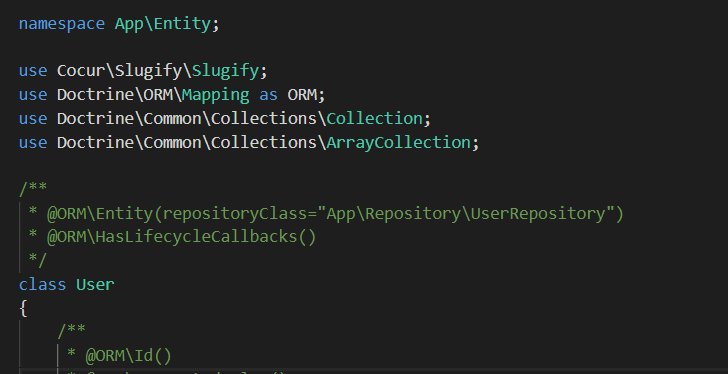 namespace App\Entity;
use Cocur\Slugify\Slugify;
use Doctrine\ORM\Mapping as ORM;
use Doctrine\Common\Collections\Collection;
use Doctrine\Common\Collections\ArrayCollection;
/**
* @ORM\Entity(repositoryClass="App\Repository\UserRepository")
* @ORM\HasLifecycleCallbacks()
*/
class User
{
/**
* @ORM\Id()